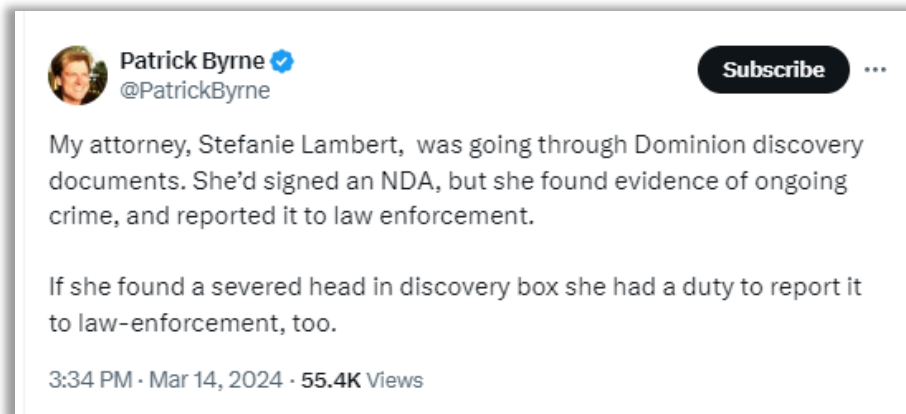 Patrick Byrne
@PatrickByrne
Subscribe
My attorney, Stefanie Lambert,  was going through Dominion discovery
documents. She’d signed an NDA, but she found evidence of ongoing
crime, and reported it to law enforcement.
If she found a severed head in discovery box she had a duty to report it
to law-enforcement, too.
3:34 PM · Mar 14, 2024 · 55.4K Views